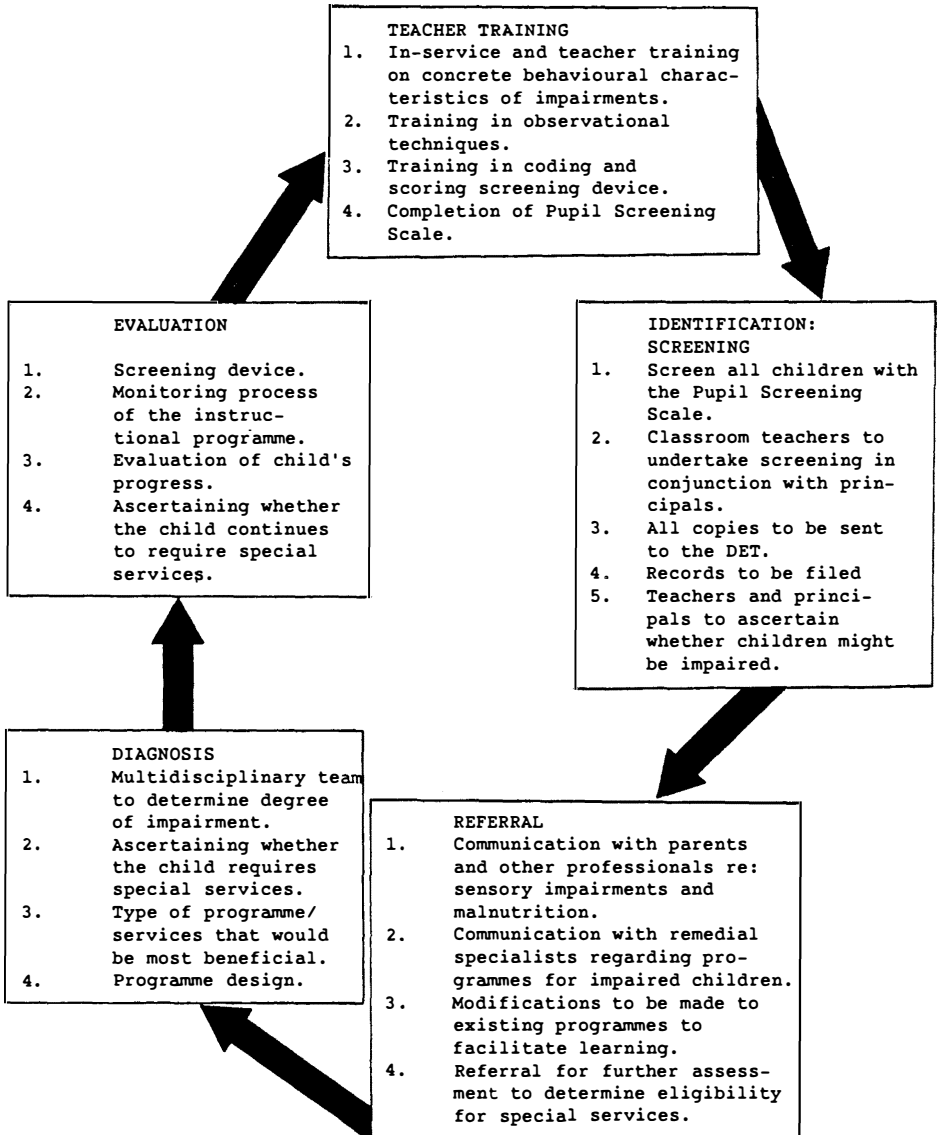 TEACHER TRAINING
1. In-service and teacher training
on concrete behavioural charac-
teristics of impairments.
2. Training in observational
techniques.
3. Training in coding and
scoring screening device.
4. Completion of Pupil Screening
Scale.
IDENTIFICATION:
SCREENING
1. Screen all children with
the Pupil Screening
Scale.
2. Classroom teachers to
undertake screening in
conjunction with prin-
cipals.
3. All copies to be sent
to the DET.
4. Records to be filed
5. Teachers and princi-
pals to ascertain
whether children might
be impaired.
REFERRAL
1. Communication with parents
and other professionals re:
sensory impairments and
malnutrition.
2. Communication with remedial
specialists regarding pro-
grammes for impaired children.
3. Modifications to be made to
existing programmes to
facilitate learning.
4. Referral for further assess-
ment to determine eligibility
for special services.
DIAGNOSIS
1. Multidisciplinary team
to determine degree
of impairment.
2. Ascertaining whether
the child requires
special services.
3. Type of programme/
services that would
be most beneficial.
4. Programme design.
EVALUATION
1. Screening device.
2. Monitoring process
of the instruc-
tional programme.
3. Evaluation of child's
progress.
4. Ascertaining whether
the child continues
to require special
services.